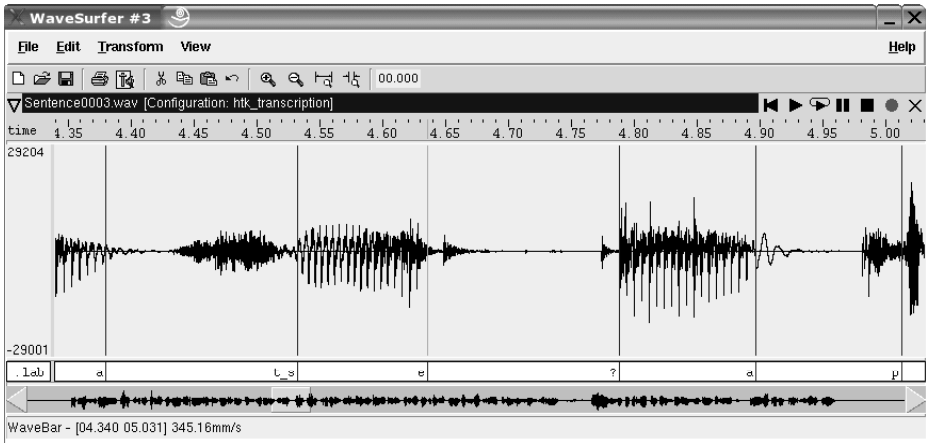 WaveSurfer #3
File Edit Transform View Help
00.000
Sentence0003.wav [Configuration: htk_transcription]
time 4.35 4.40 4.45 4.50 4.55 4.60 4.65 4.70 4.75 4.80 4.85 4.90 4.95 5.00
29204
-29001
.lab a t_s e ? a p
WaveBar - [04.340 05.031] 345.16mm/s